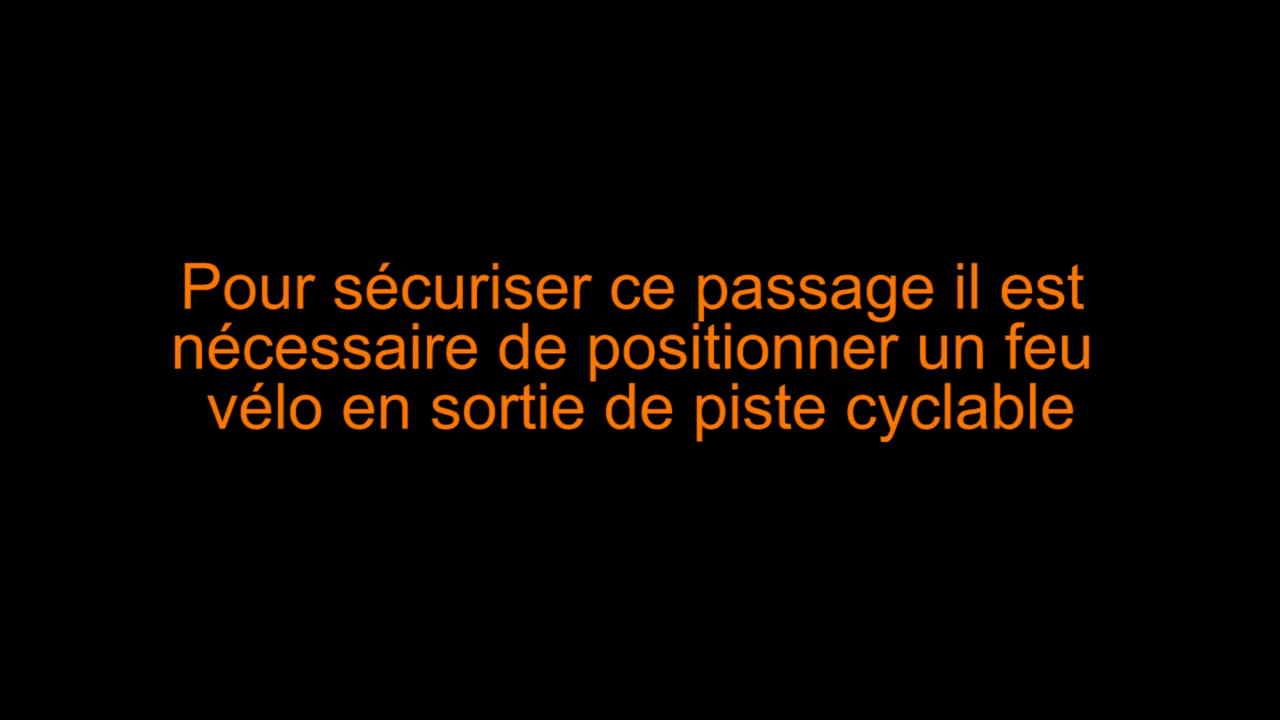 Pour sécuriser ce passage il est
nécessaire de positionner un feu
vélo en sortie de piste cyclable